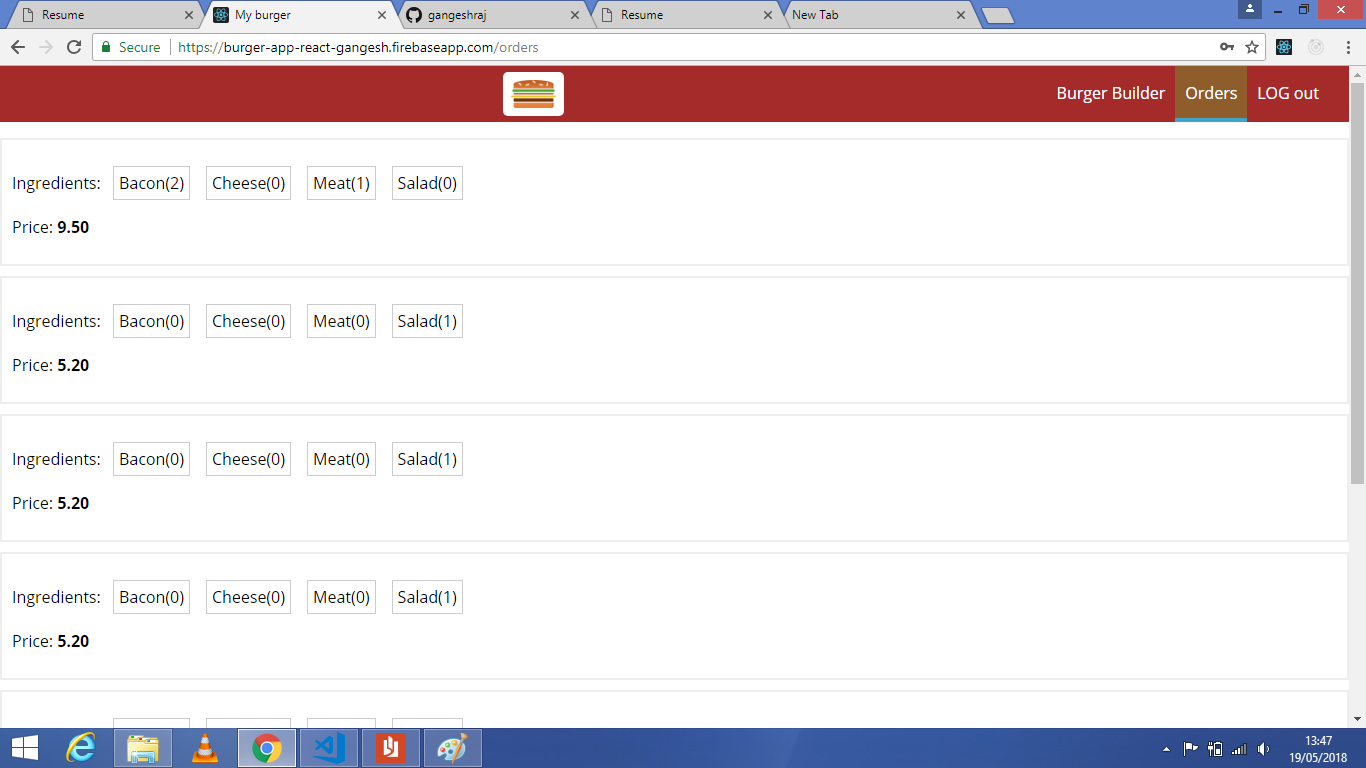 Resume My burger gangeshraj Resume New Tab
Secure https://burger-app-react-gangesh.firebaseapp.com/orders
Burger Builder Orders LOG out
Ingredients: Bacon(2) Cheese(0) Meat(1) Salad(0)
Price: 9.50
Ingredients: Bacon(0) Cheese(0) Meat(0) Salad(1)
Price: 5.20
Ingredients: Bacon(0) Cheese(0) Meat(0) Salad(1)
Price: 5.20
Ingredients: Bacon(0) Cheese(0) Meat(0) Salad(1)
Price: 5.20
13:47
19/05/2018